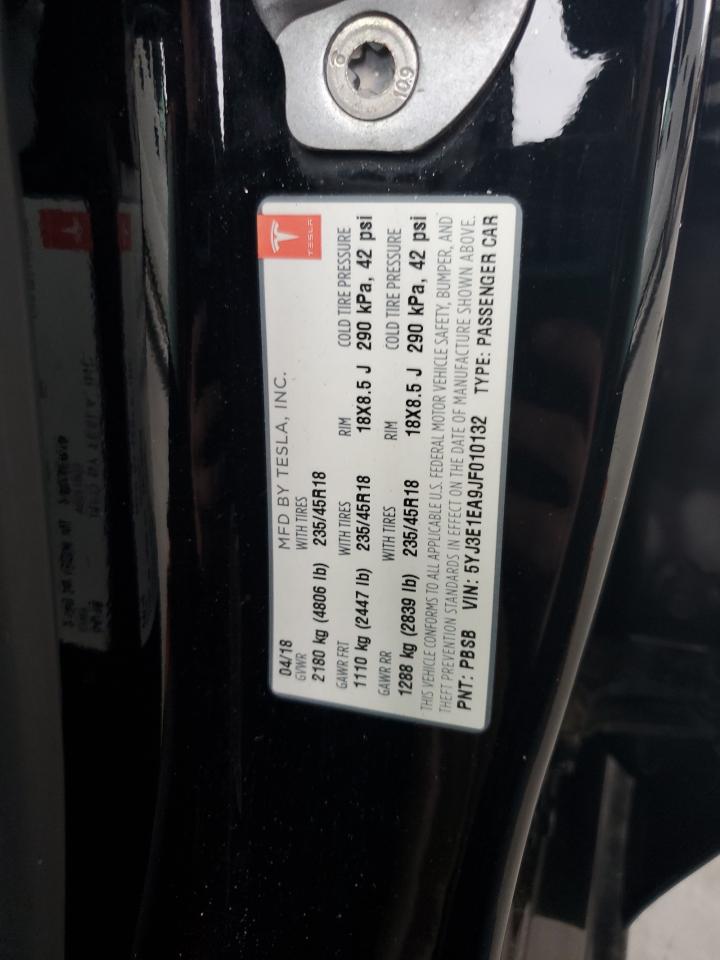 04/18 MFD BY TESLA, INC. TESLA
GVWR WITH TIRES
2180 kg (4806 lb) 235/45R18
GAWR FRT WITH TIRES RIM COLD TIRE PRESSURE
1110 kg (2447 lb) 235/45R18 18X8.5 J 290 kPa, 42 psi
GAWR RR WITH TIRES RIM COLD TIRE PRESSURE
1288 kg (2839 lb) 235/45R18 18X8.5 J 290 kPa, 42 psi
THIS VEHICLE CONFORMS TO ALL APPLICABLE U.S. FEDERAL MOTOR VEHICLE SAFETY, BUMPER, AND
THEFT PREVENTION STANDARDS IN EFFECT ON THE DATE OF MANUFACTURE SHOWN ABOVE.
PNT: PBSB VIN: 5YJ3E1EA9JF010132 TYPE: PASSENGER CAR
10.9